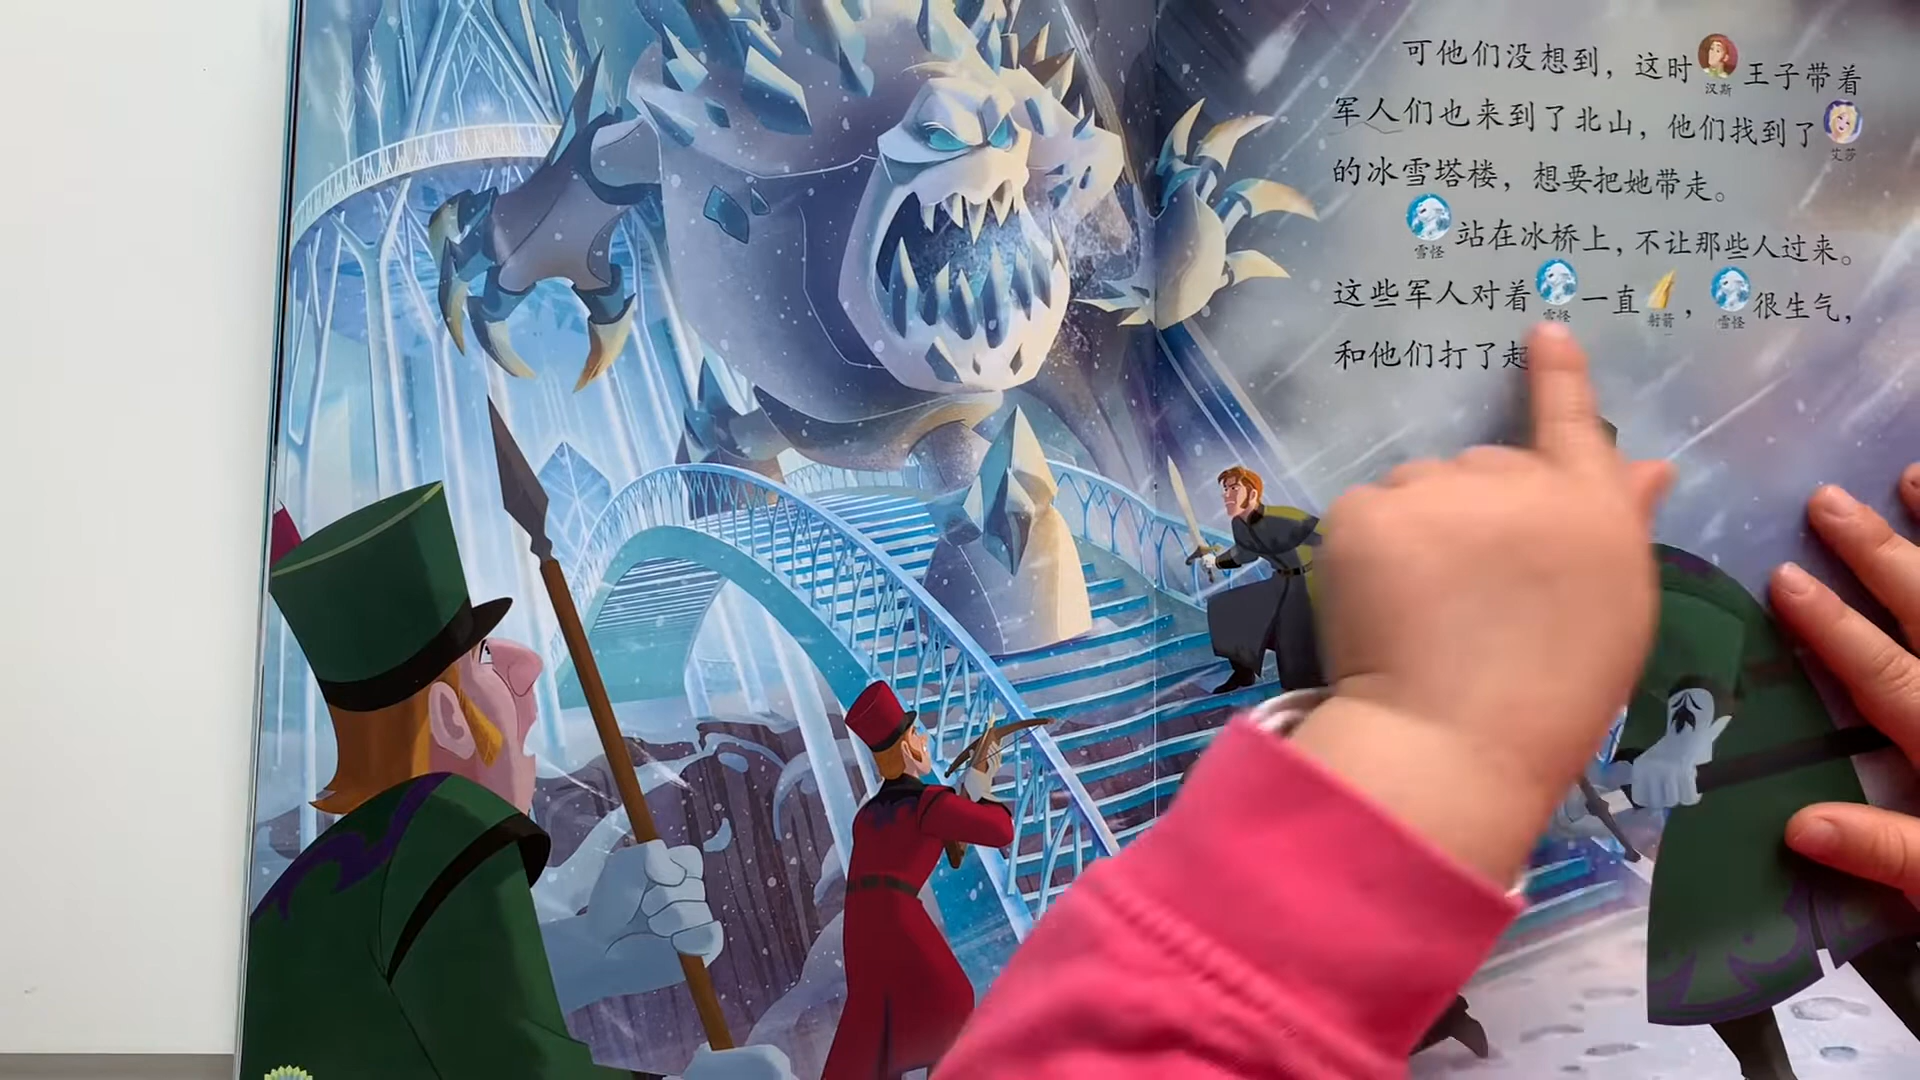 可他们没想到，这时汉斯王子带着
军人们也来到了北山，他们找到了艾莎
的冰雪塔楼，想要把她带走。
雪怪站在冰桥上，不让那些人过来。
这些军人对着雪怪一直射箭，雪怪很生气，
和他们打了起